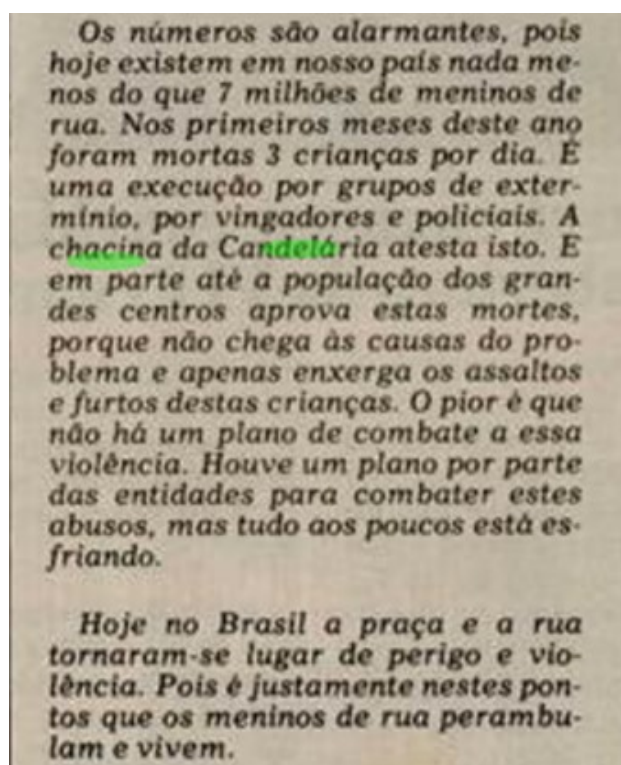 Os números são alarmantes, pois
hoje existem em nosso país nada me-
nos do que 7 milhões de meninos de
rua. Nos primeiros meses deste ano
foram mortas 3 crianças por dia. É
uma execução por grupos de exter-
mínio, por vingadores e policiais. A
chacina da Candelária atesta isto. E
em parte até a população dos gran-
des centros aprova estas mortes,
porque não chega às causas do pro-
blema e apenas enxerga os assaltos
e furtos destas crianças. O pior é que
não há um plano de combate a essa
violência. Houve um plano por parte
das entidades para combater estes
abusos, mas tudo aos poucos está es-
friando.
Hoje no Brasil a praça e a rua
tornaram-se lugar de perigo e vio-
lência. Pois é justamente nestes pon-
tos que os meninos de rua perambu-
lam e vivem.